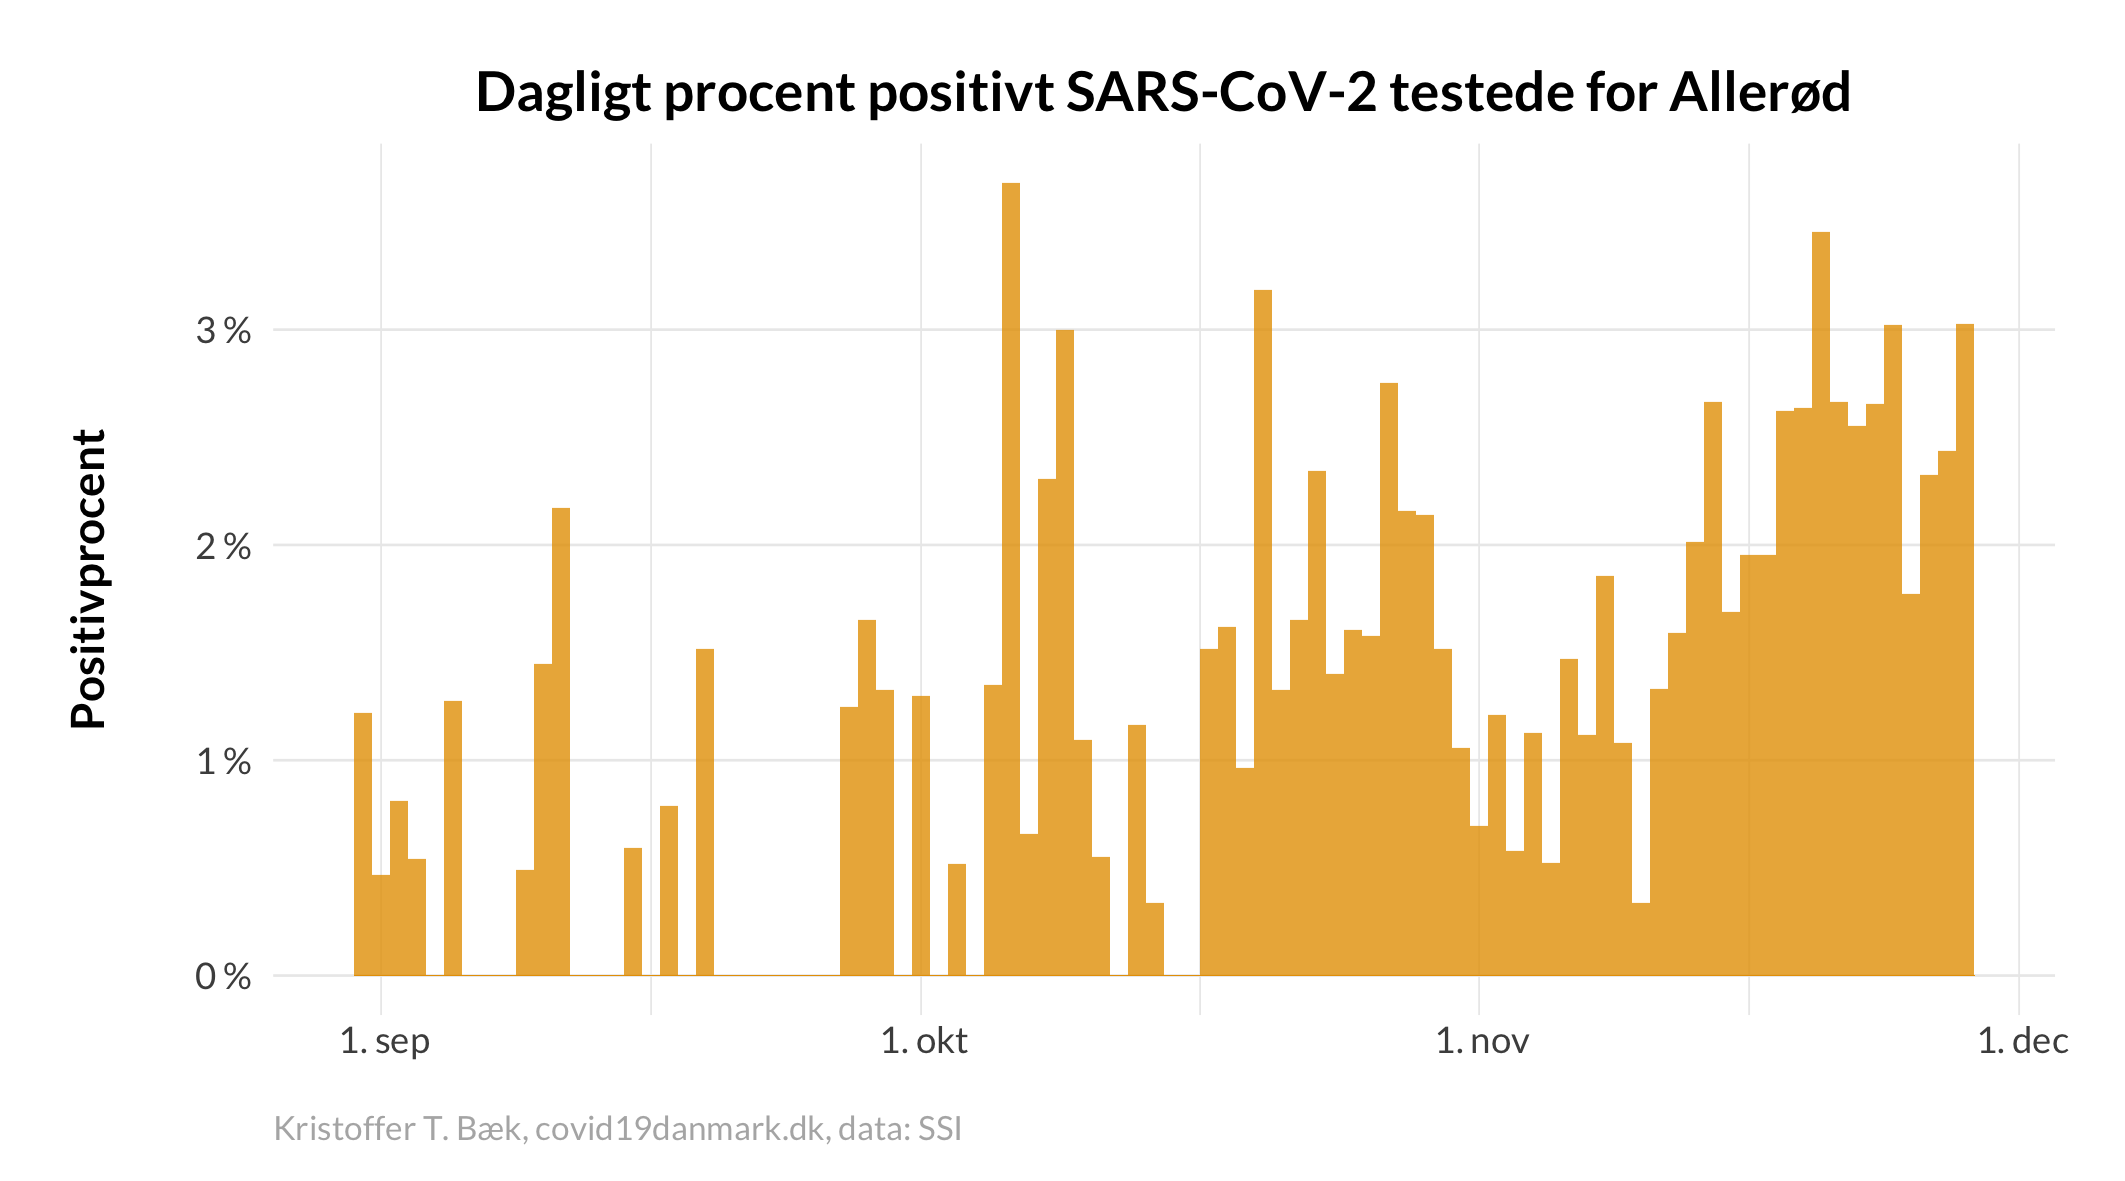 Dagligt procent positivt SARS-CoV-2 testede for Allerød
Positivprocent
3 %
2 %
1 %
0 %
1. sep
1. okt
1. nov
1. dec
Kristoffer T. Bæk, covid19danmark.dk, data: SSI